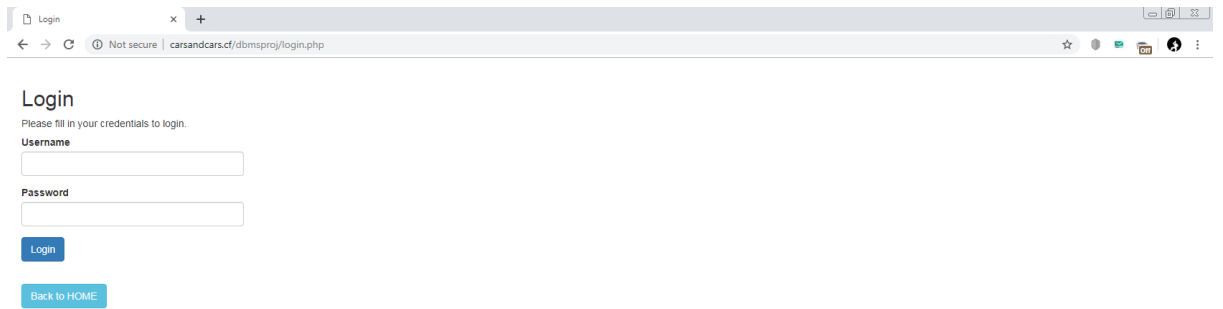 Login
Not secure | carsandcars.cf/dbmsproj/login.php
Off
Login
Please fill in your credentials to login.
Username
Password
Login
Back to HOME